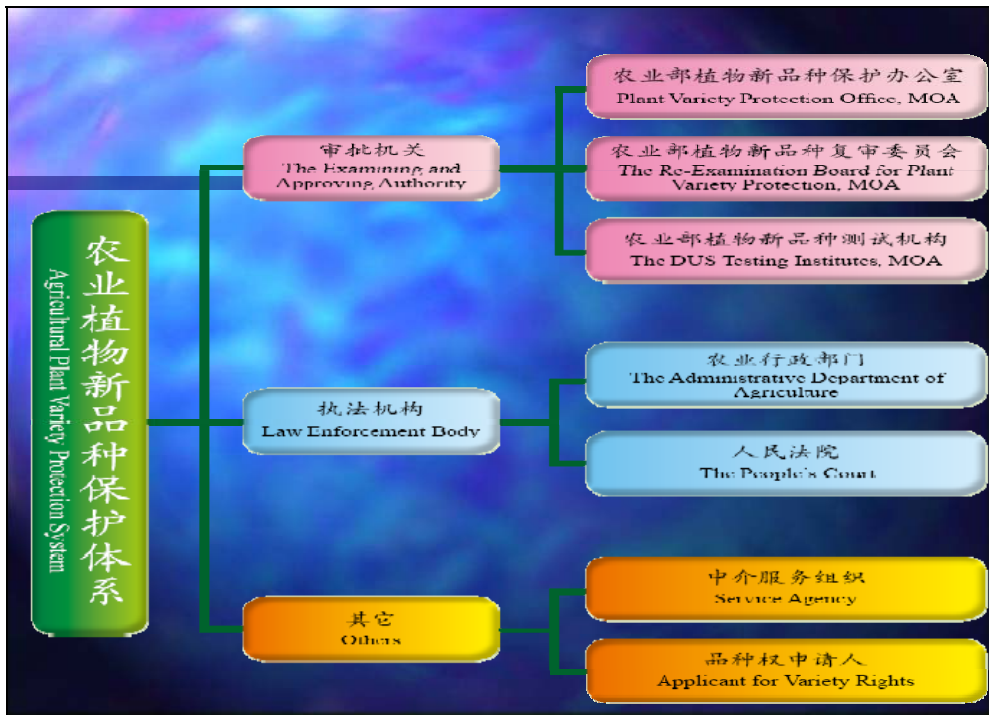 农业植物新品种保护体系
Agricultural Plant Variety Protection System
审批机关
The Examining and
Approving Authority
农业部植物新品种保护办公室
Plant Variety Protection Office, MOA
农业部植物新品种复审委员会
The Re-Examination Board for Plant
Variety Protection, MOA
农业部植物新品种测试机构
The DUS Testing Institutes, MOA
执法机构
Law Enforcement Body
农业行政部门
The Administrative Department of
Agriculture
人民法院
The People's Court
其它
Others
中介服务组织
Service Agency
品种权申请人
Applicant for Variety Rights